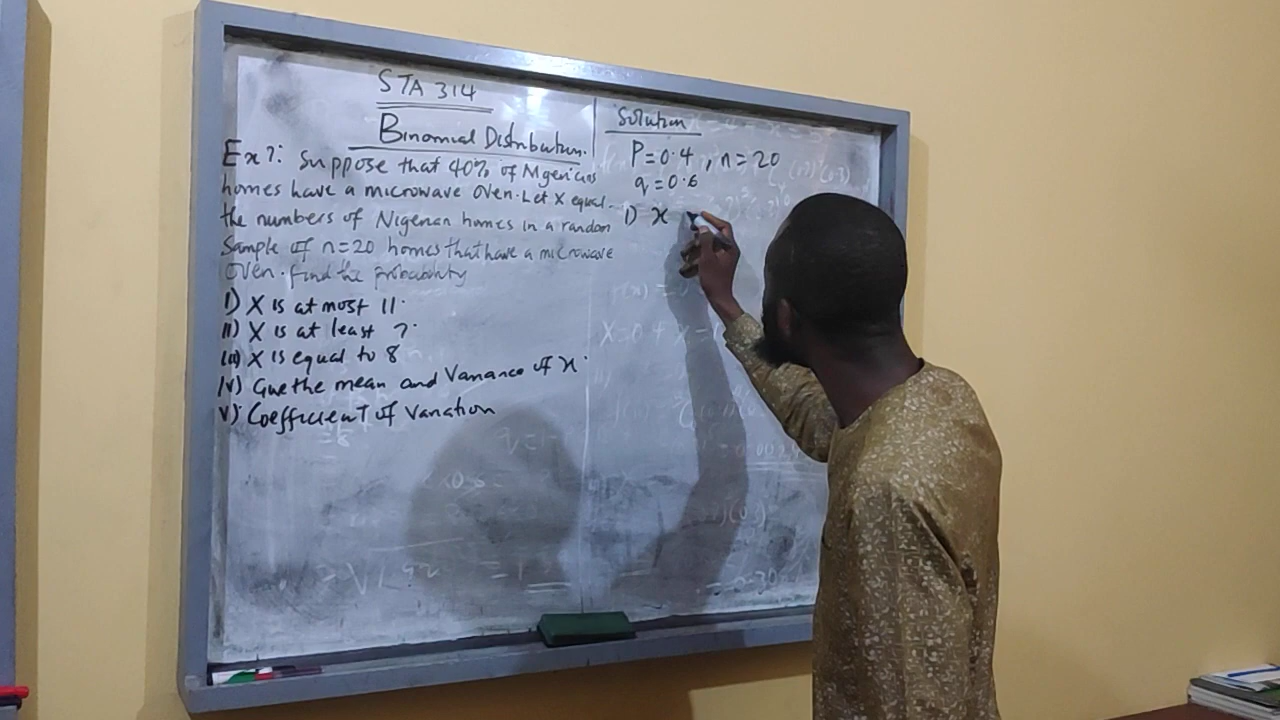 STA 314
Binomial Distribution.
Ex 7: Suppose that 40% of Nigerians
homes have a microwave oven. Let X equal
the numbers of Nigerian homes in a random
Sample of n=20 homes that have a microwave
oven. find the probability
i) X is at most 11.
ii) X is at least 7.
iii) X is equal to 8
iv) Give the mean and Variance of x.
v) Coefficient of Variation
Solution
P=0.4, n=20
q=0.6
i) x